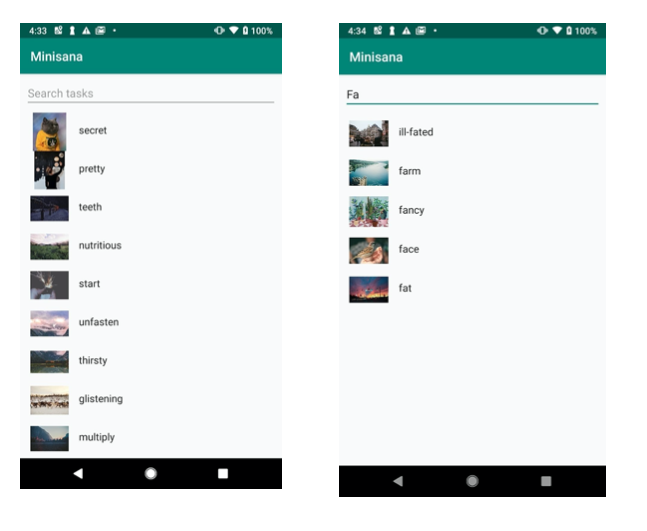 4:33 100%
Minisana
Search tasks
secret
pretty
teeth
nutritious
start
unfasten
thirsty
glistening
multiply
4:34 100%
Minisana
Fa
ill-fated
farm
fancy
face
fat